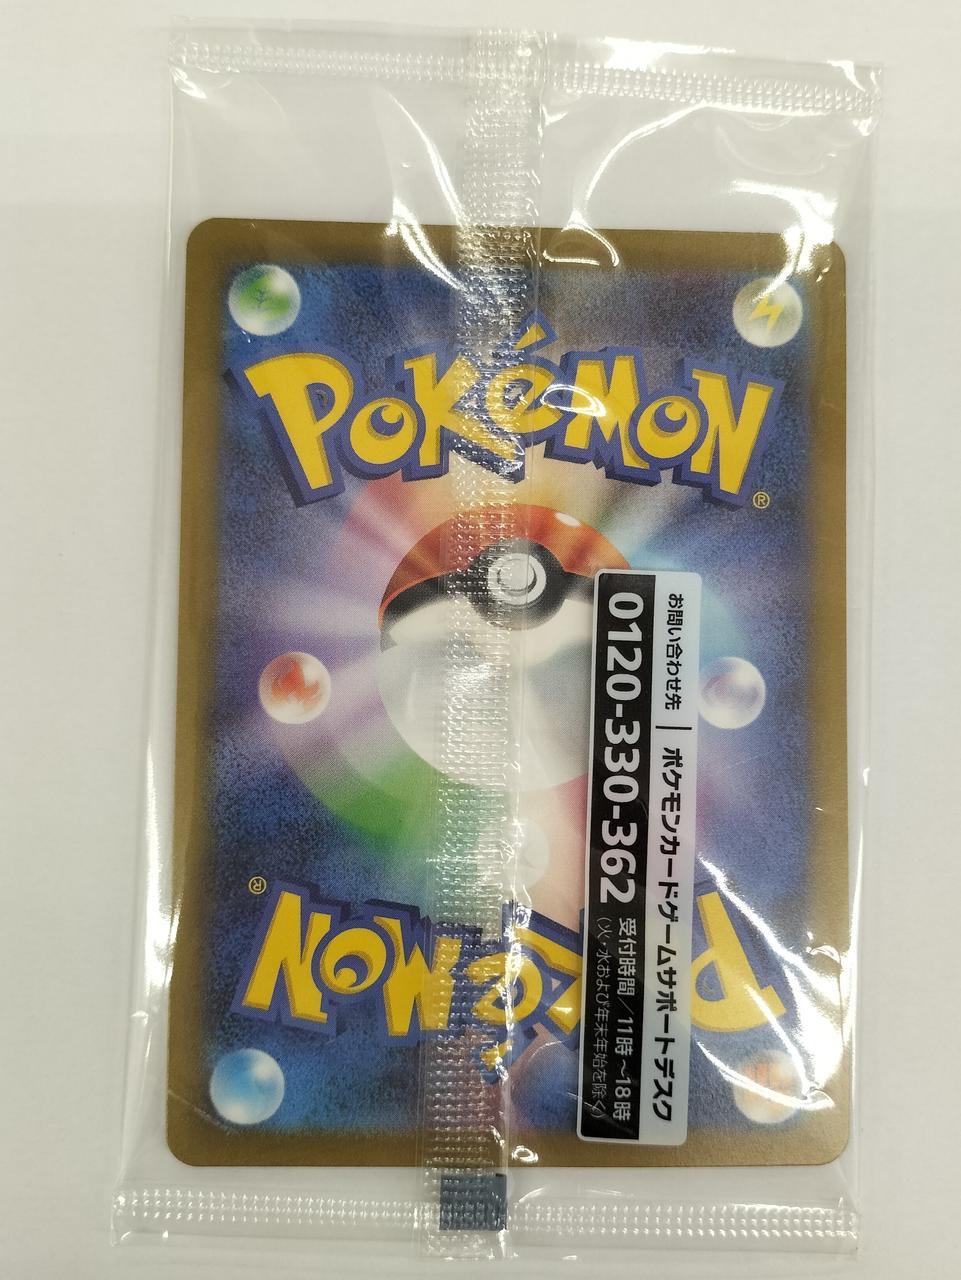 POKéMON
®
お問い合わせ先 | ポケモンカードゲームサポートデスク
0120-330-362 受付時間／11時～18時
(火・水および年末年始を除く)
POKéMON
®